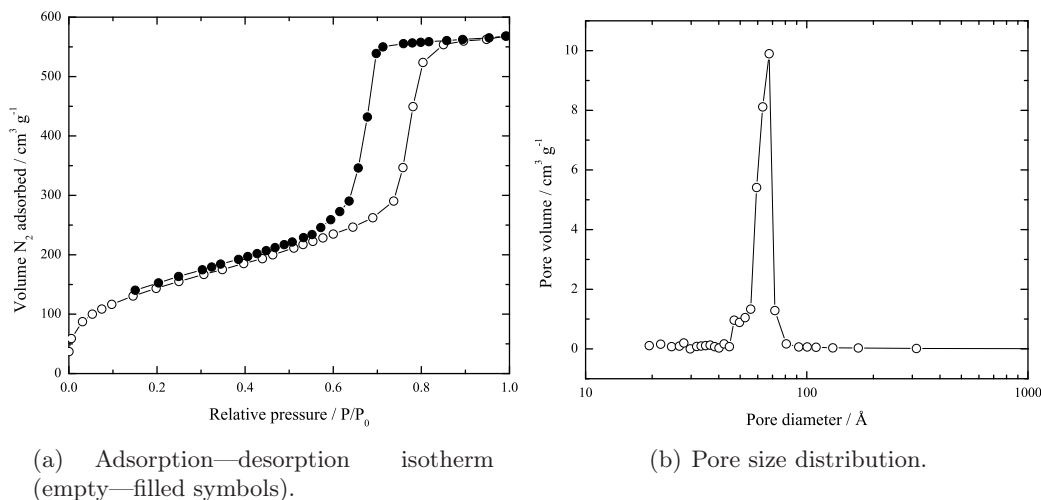 600
500
400
300
200
100
0
Volume N₂ adsorbed / cm³ g⁻¹
0.0 0.2 0.4 0.6 0.8 1.0
Relative pressure / P/P₀
(a) Adsorption—desorption isotherm
(empty—filled symbols).
10
8
6
4
2
0
Pore volume / cm³ g⁻¹
10 100 1000
Pore diameter / Å
(b) Pore size distribution.